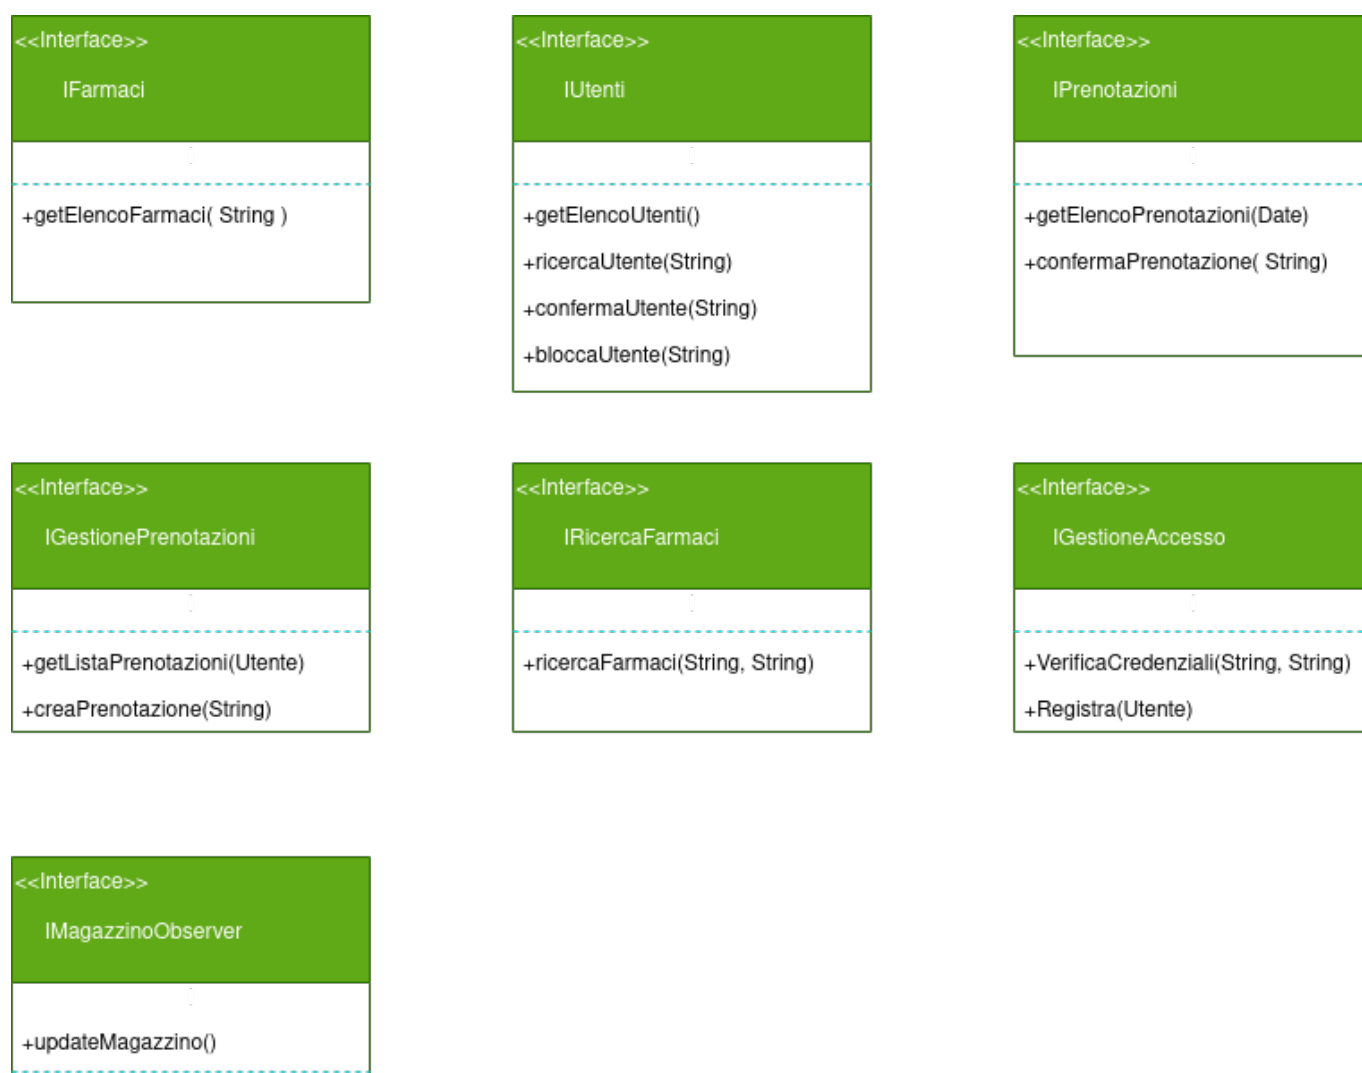 <<Interface>>
IFarmaci
+getElencoFarmaci( String )
<<Interface>>
IUtenti
+getElencoUtenti()
+ricercaUtente(String)
+confermaUtente(String)
+bloccaUtente(String)
<<Interface>>
IPrenotazioni
+getElencoPrenotazioni(Date)
+confermaPrenotazione( String)
<<Interface>>
IGestionePrenotazioni
+getListaPrenotazioni(Utente)
+creaPrenotazione(String)
<<Interface>>
IRicercaFarmaci
+ricercaFarmaci(String, String)
<<Interface>>
IGestioneAccesso
+VerificaCredenziali(String, String)
+Registra(Utente)
<<Interface>>
IMagazzinoObserver
+updateMagazzino()